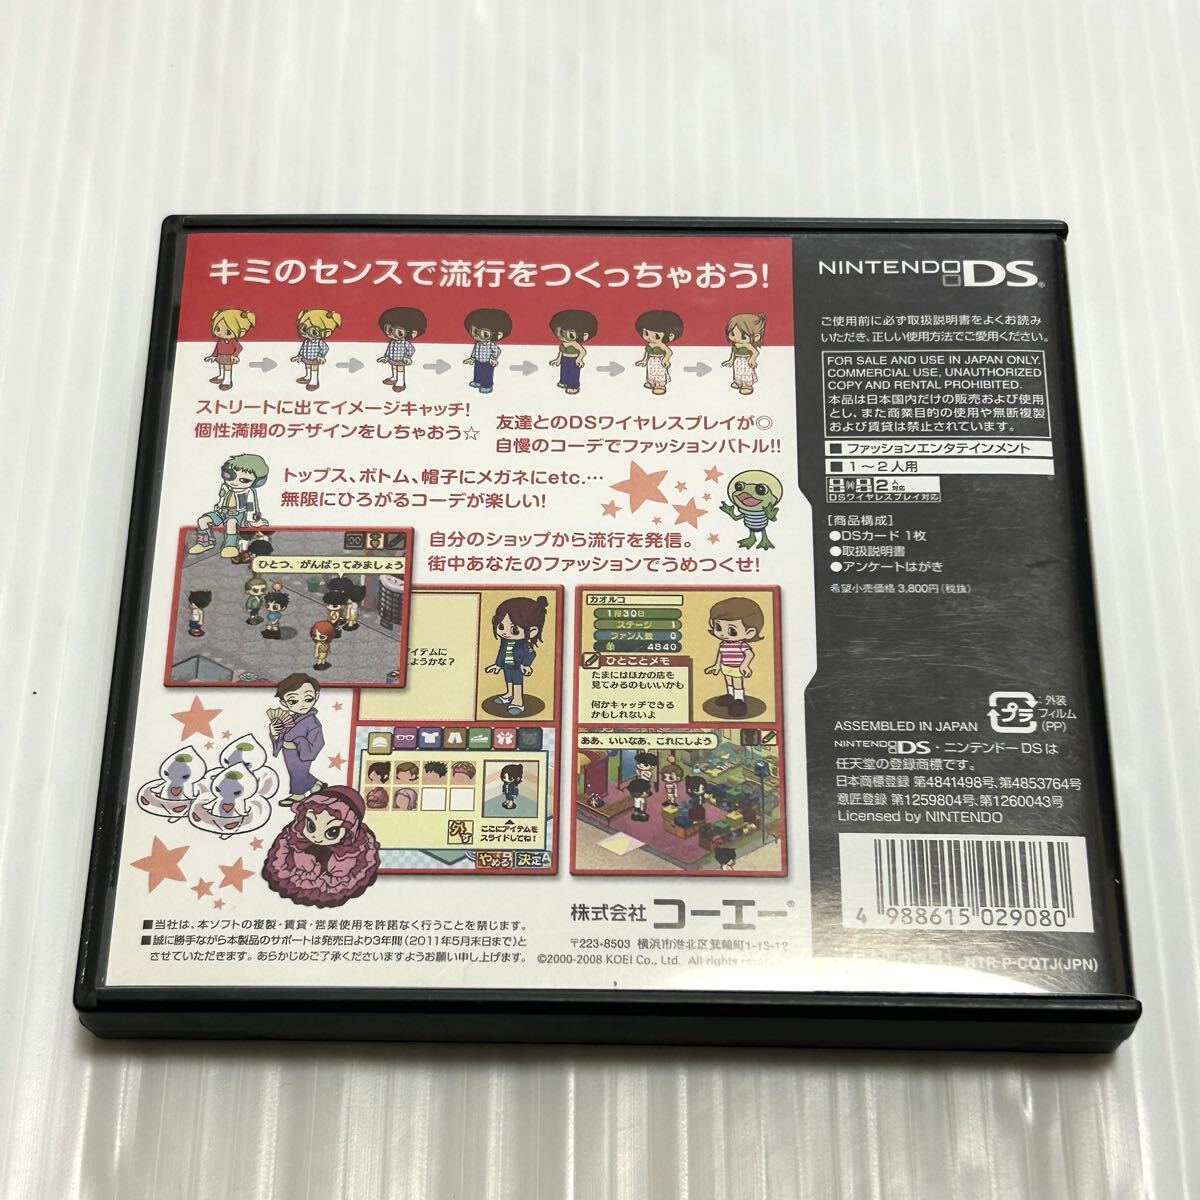 キミのセンスで流行をつくっちゃおう!
ストリートに出てイメージキャッチ!
個性満開のデザインをしちゃおう☆
友達とのDSワイヤレスプレイが◎
自慢のコーデでファッションバトル!!
トップス、ボトム、帽子にメガネにetc.…
無限にひろがるコーデが楽しい!
自分のショップから流行を発信。
街中あなたのファッションでうめつくせ!
ひとつ、がんばってみましょう
アイテムに
しようかな?
ここにアイテムを
スライドしてね!
外す
やめる
決定
カオルコ
1月30日
ステージ 1
ファン人数 0
4840
ひとことメモ
たまにはほかの店を
見てみるのもいいかも
何かキャッチできる
かもしれないよ
ああ、いいなあ、これにしよう
■当社は、本ソフトの複製・賃貸・営業使用を許諾なく行うことを禁じます。
■誠に勝手ながら本製品のサポートは発売日より3年間(2011年5月末日まで)と
させていただきます。あらかじめご了承くださいますようお願い申し上げます。
株式会社 コーエー®
〒223-8503 横浜市港北区箕輪町1-18-12
©2000-2008 KOEI Co., Ltd. All rights reserved.
NINTENDO DS®
ご使用前に必ず取扱説明書をよくお読み
いただき、正しい使用方法でご愛用ください。
FOR SALE AND USE IN JAPAN ONLY.
COMMERCIAL USE, UNAUTHORIZED
COPY AND RENTAL PROHIBITED.
本品は日本国内だけの販売および使用
とし、また商業目的の使用や無断複製
および賃貸は禁止されています。
■ファッションエンタテインメント
■1~2人用
2人対応
DSワイヤレスプレイ対応
[商品構成]
●DSカード 1枚
●取扱説明書
●アンケートはがき
希望小売価格 3,800円(税抜)
プラ
:外装
フィルム
(PP)
ASSEMBLED IN JAPAN
NINTENDO DS・ニンテンドーDSは
任天堂の登録商標です。
日本商標登録 第4841498号、第4853764号
意匠登録 第1259804号、第1260043号
Licensed by NINTENDO
4 988615 029080
NTR-P-CQTJ(JPN)